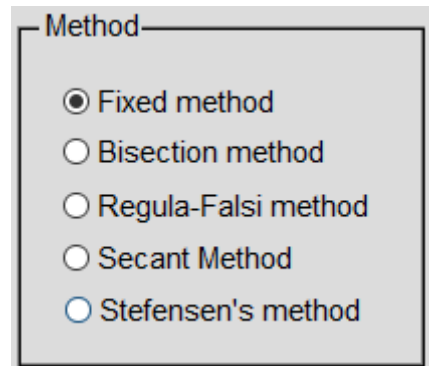 Method
Fixed method
Bisection method
Regula-Falsi method
Secant Method
Stefensen's method